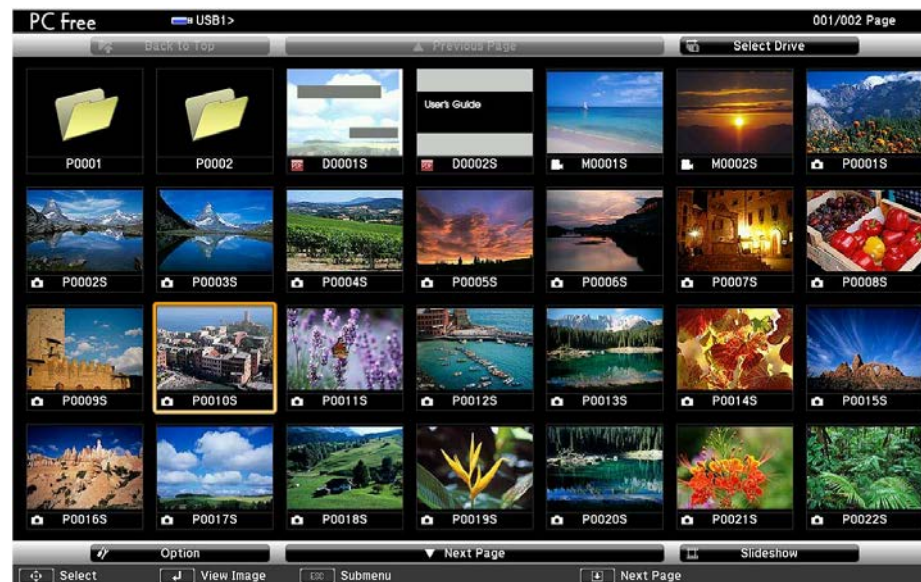 PC Free USB1> 001/002 Page
Back to Top Previous Page Select Drive
User's Guide
P0001 P0002 D0001S D0002S M0001S M0002S P0001S
P0002S P0003S P0004S P0005S P0006S P0007S P0008S
P0009S P0010S P0011S P0012S P0013S P0014S P0015S
P0016S P0017S P0018S P0019S P0020S P0021S P0022S
Option Next Page Slideshow
Select View Image ESC Submenu Next Page